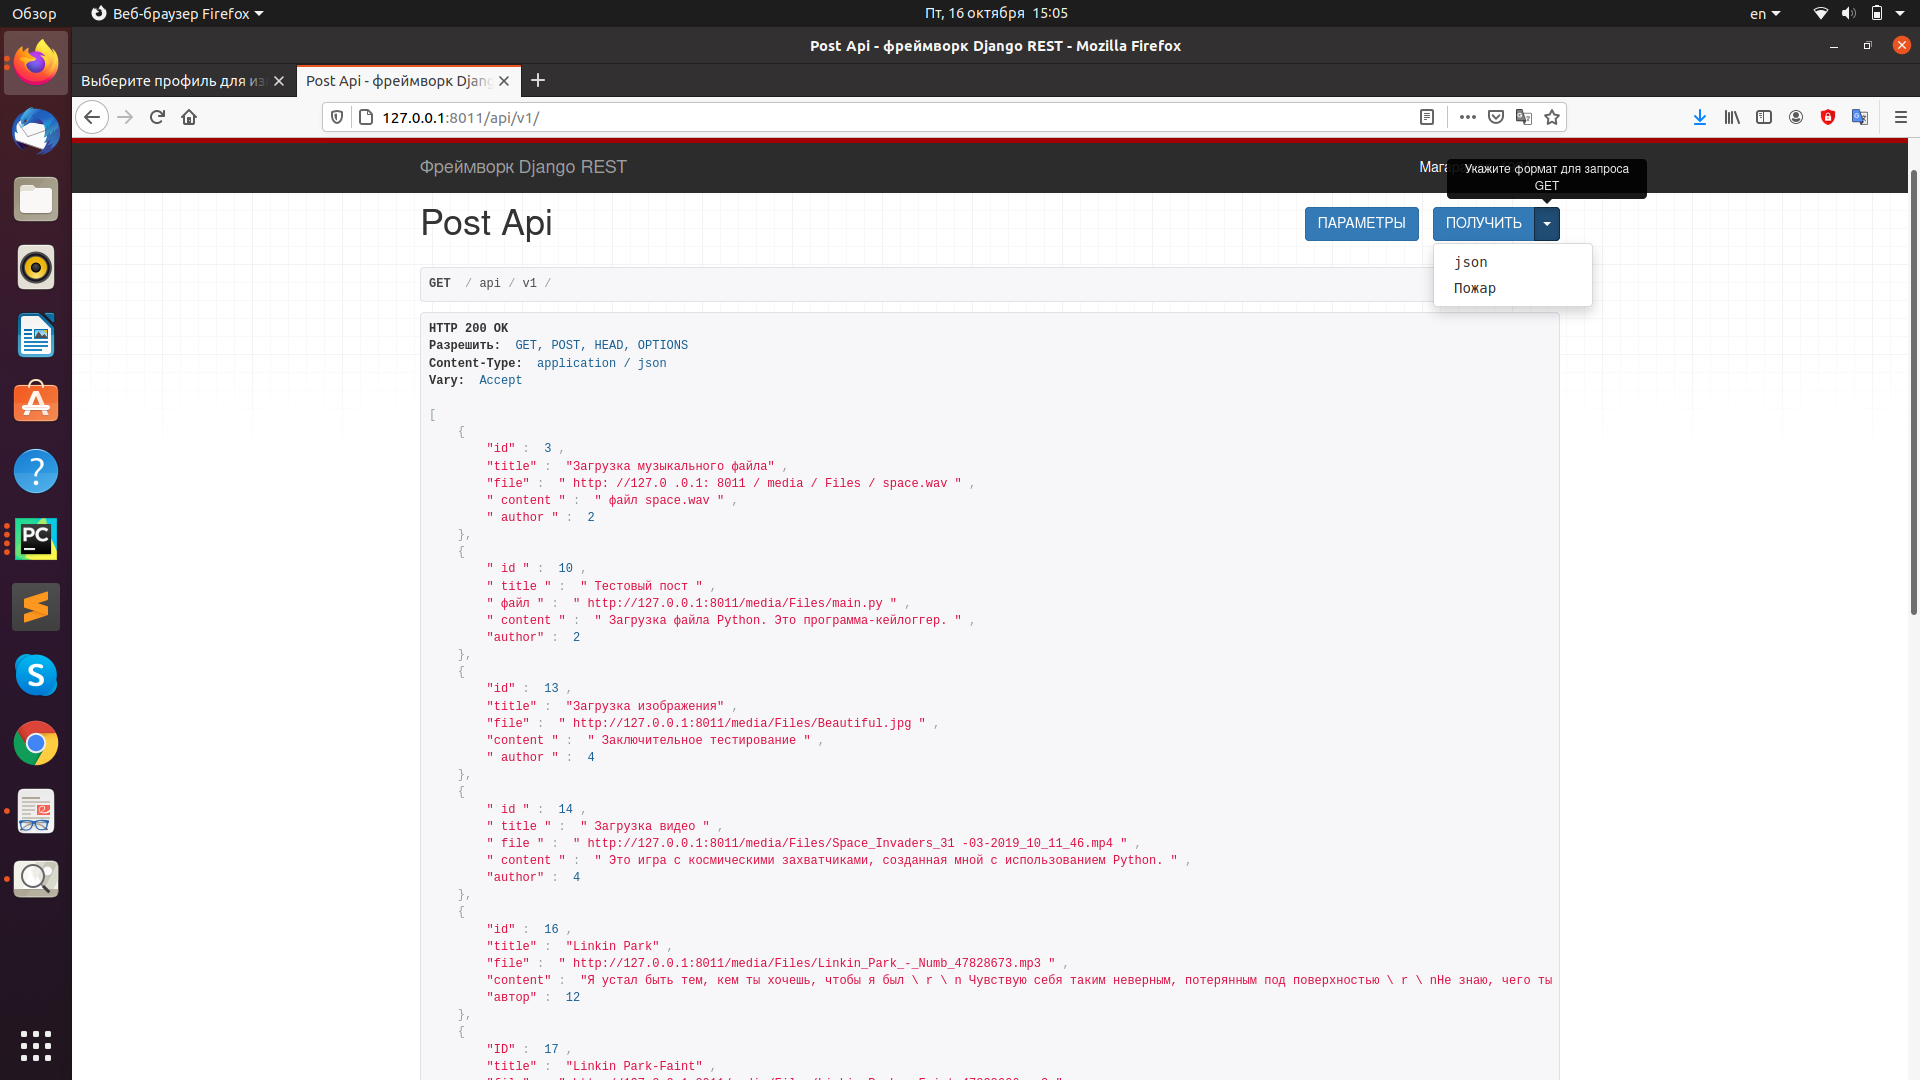 Обзор
Веб-браузер Firefox
Пт, 16 октября 15:05
en
Post Api - фреймворк Django REST - Mozilla Firefox
Выберите профиль для из
Post Api - фреймворк Djang
127.0.0.1:8011/api/v1/
Фреймворк Django REST
Укажите формат для запроса
GET
Post Api
ПАРАМЕТРЫ
ПОЛУЧИТЬ
json
Пожар
GET / api / v1 /
HTTP 200 OK
Разрешить: GET, POST, HEAD, OPTIONS
Content-Type: application / json
Vary: Accept
[
{
"id" : 3 ,
"title" : "Загрузка музыкального файла" ,
"file" : " http: //127.0 .0.1: 8011 / media / Files / space.wav " ,
" content " : " файл space.wav " ,
" author " : 2
},
{
" id " : 10 ,
" title " : " Тестовый пост " ,
" файл " : " http://127.0.0.1:8011/media/Files/main.py " ,
" content " : " Загрузка файла Python. Это программа-кейлоггер. " ,
"author" : 2
},
{
"id" : 13 ,
"title" : "Загрузка изображения" ,
"file" : " http://127.0.0.1:8011/media/Files/Beautiful.jpg " ,
"content " : " Заключительное тестирование " ,
" author " : 4
},
{
" id " : 14 ,
" title " : " Загрузка видео " ,
" file " : " http://127.0.0.1:8011/media/Files/Space_Invaders_31 -03-2019_10_11_46.mp4 " ,
" content " : " Это игра с космическими захватчиками, созданная мной с использованием Python. " ,
"author" : 4
},
{
"id" : 16 ,
"title" : "Linkin Park" ,
"file" : " http://127.0.0.1:8011/media/Files/Linkin_Park_-_Numb_47828673.mp3 " ,
"content" : "Я устал быть тем, кем ты хочешь, чтобы я был \ r \ n Чувствую себя таким неверным, потерянным под поверхностью \ r \ nНе знаю, чего ты
"автор" : 12
},
{
"ID" : 17 ,
"title" : "Linkin Park-Faint" ,